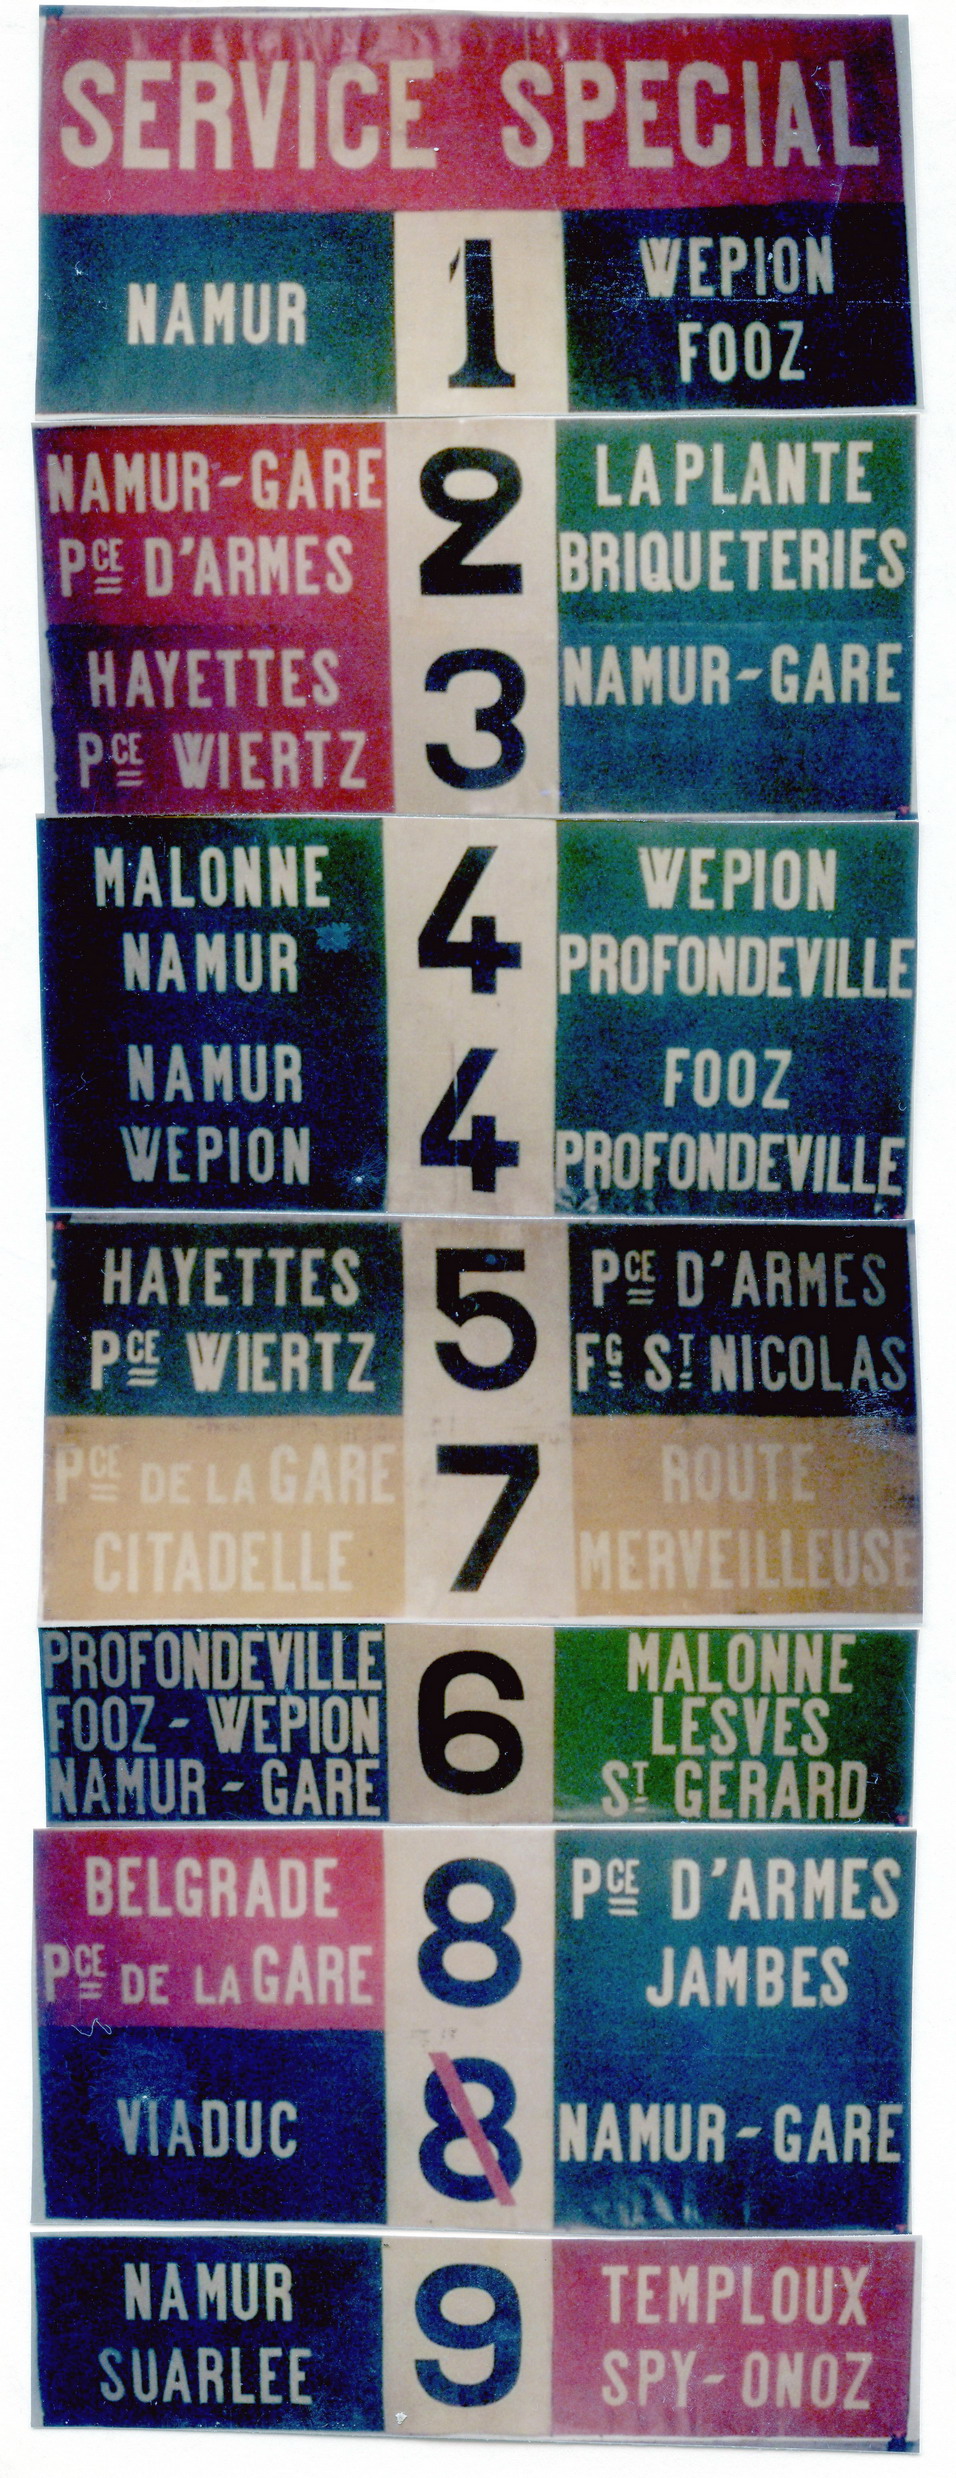 SERVICE SPECIAL
NAMUR 1 WEPION
FOOZ
NAMUR-GARE 2 LA PLANTE
PCE D'ARMES BRIQUETERIES
HAYETTES 3 NAMUR-GARE
PCE WIERTZ
MALONNE 4 WEPION
NAMUR PROFONDEVILLE
NAMUR 4 FOOZ
WEPION PROFONDEVILLE
HAYETTES 5 PCE D'ARMES
PCE WIERTZ FG ST NICOLAS
PCE DE LA GARE 7 ROUTE
CITADELLE MERVEILLEUSE
PROFONDEVILLE 6 MALONNE
FOOZ - WEPION LESVES
NAMUR - GARE ST GERARD
BELGRADE 8 PCE D'ARMES
PCE DE LA GARE JAMBES
VIADUC 8 NAMUR-GARE
NAMUR 9 TEMPLOUX
SUARLEE SPY-ONOZ